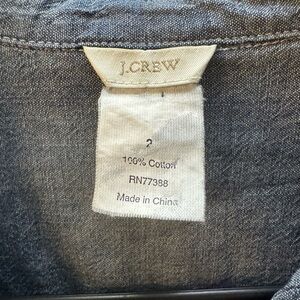 J.CREW
2
100% Cotton
RN77388
Made in China